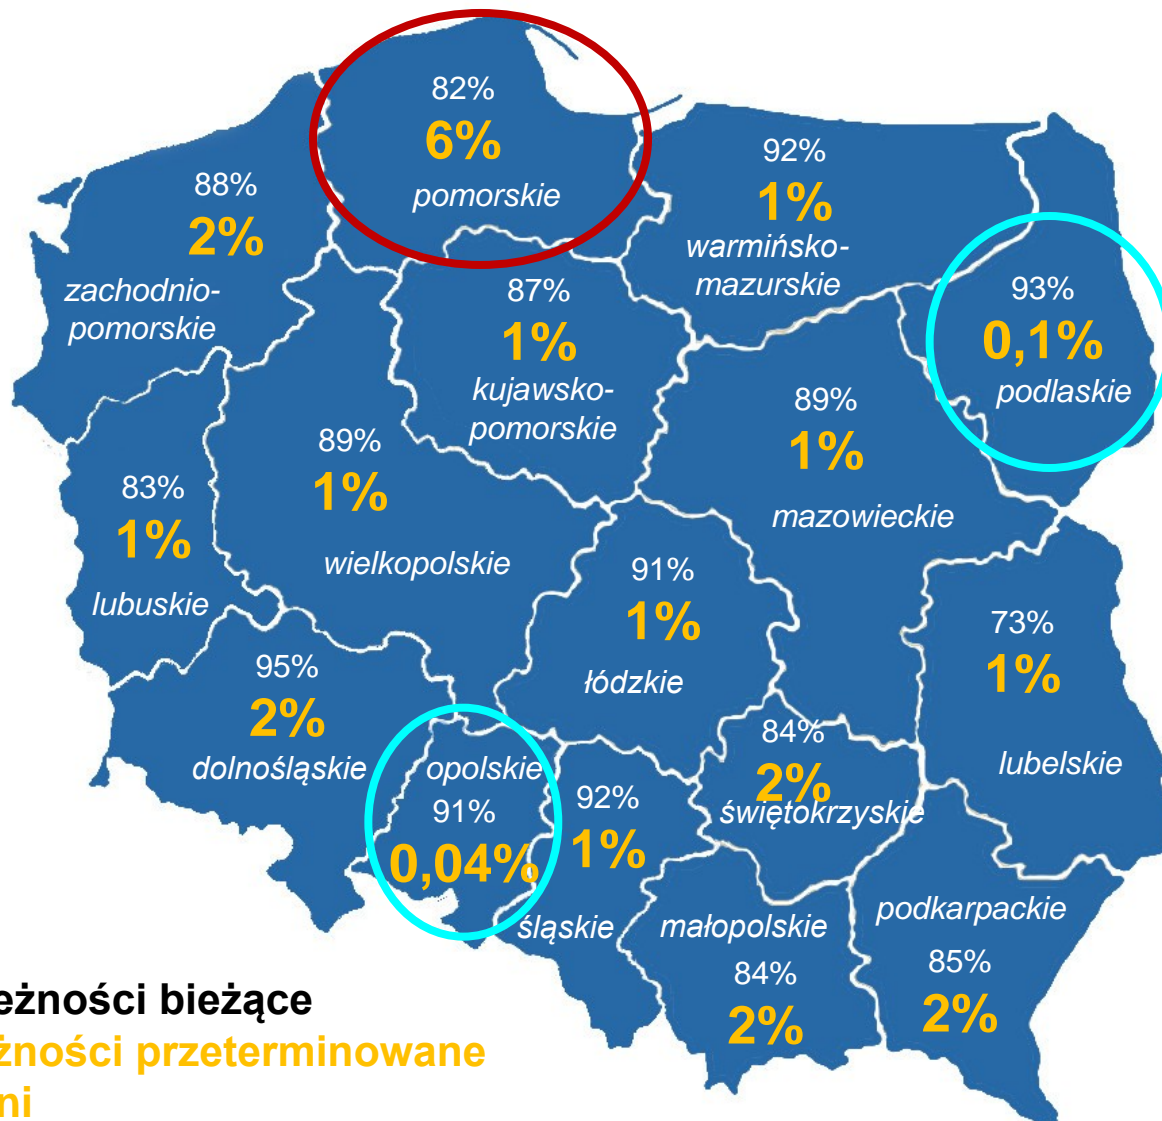 82%
6%
pomorskie
92%
1%
warmińsko-
mazurskie
88%
2%
zachodnio-
pomorskie
87%
1%
kujawsko-
pomorskie
93%
0,1%
podlaskie
89%
1%
mazowieckie
89%
1%
wielkopolskie
83%
1%
lubuskie
91%
1%
łódzkie
73%
1%
lubelskie
95%
2%
dolnośląskie
opolskie
91%
0,04%
92%
1%
śląskie
84%
2%
świętokrzyskie
małopolskie
84%
2%
podkarpackie
85%
2%
eżności bieżące
żności przeterminowane
ni